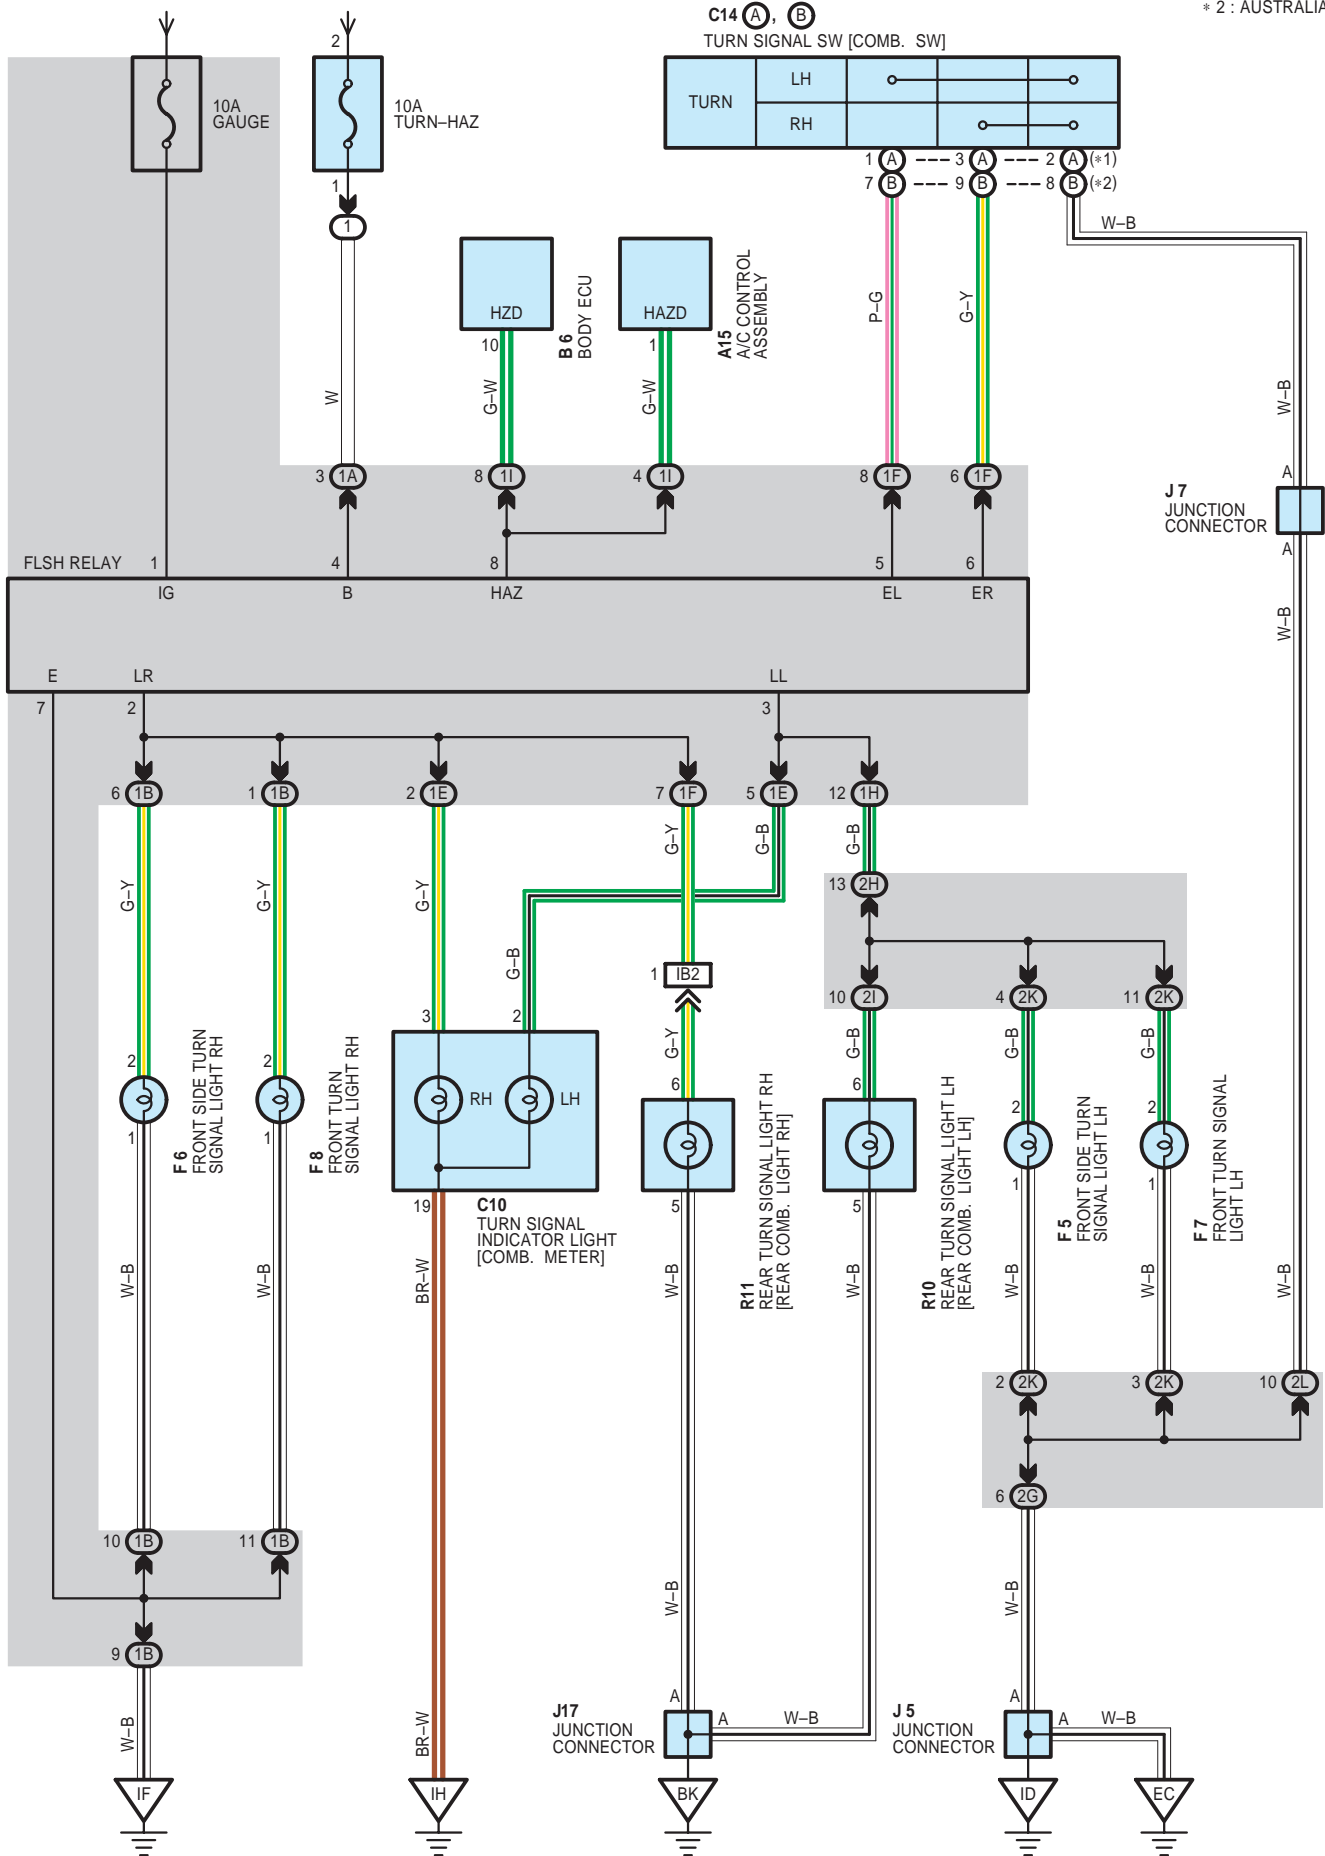 C14 A , B
* 2 : AUSTRALIA
TURN SIGNAL SW [COMB. SW]
TURN
LH
RH
2
10A
GAUGE
10A
TURN–HAZ
1
1
1 A 3 A 2 A (*1)
7 B 9 B 8 B (*2)
W–B
HZD
10
B 6
BODY ECU
HAZD
1
A15
A/C CONTROL
ASSEMBLY
W
G–W
G–W
P–G
G–Y
W–B
3 1A
8 1I
4 1I
8 1F
6 1F
A
J 7
JUNCTION
CONNECTOR
A
W–B
FLSH RELAY
1
4
8
5
6
IG
B
HAZ
EL
ER
E
LR
LL
7
2
3
6 1B
1 1B
2 1E
7 1F
5 1E
12 1H
G–Y
G–Y
G–Y
G–Y
G–B
G–B
G–B
13 2H
1 IB2
10 2I
4 2K
11 2K
G–Y
G–B
G–B
G–B
2
2
3
2
6
6
2
2
RH
LH
1
1
F 6
FRONT SIDE TURN
SIGNAL LIGHT RH
F 8
FRONT TURN
SIGNAL LIGHT RH
19
C10
TURN SIGNAL
INDICATOR LIGHT
[COMB. METER]
5
R11
REAR TURN SIGNAL LIGHT RH
[REAR COMB. LIGHT RH]
5
R10
REAR TURN SIGNAL LIGHT LH
[REAR COMB. LIGHT LH]
1
F 5
FRONT SIDE TURN
SIGNAL LIGHT LH
1
F 7
FRONT TURN SIGNAL
LIGHT LH
W–B
W–B
BR–W
W–B
W–B
W–B
W–B
2 2K
3 2K
10 2L
6 2G
10 1B
11 1B
9 1B
W–B
W–B
W–B
BR–W
J17
JUNCTION
CONNECTOR
A
A
W–B
J 5
JUNCTION
CONNECTOR
A
A
W–B
IF
IH
BK
ID
EC